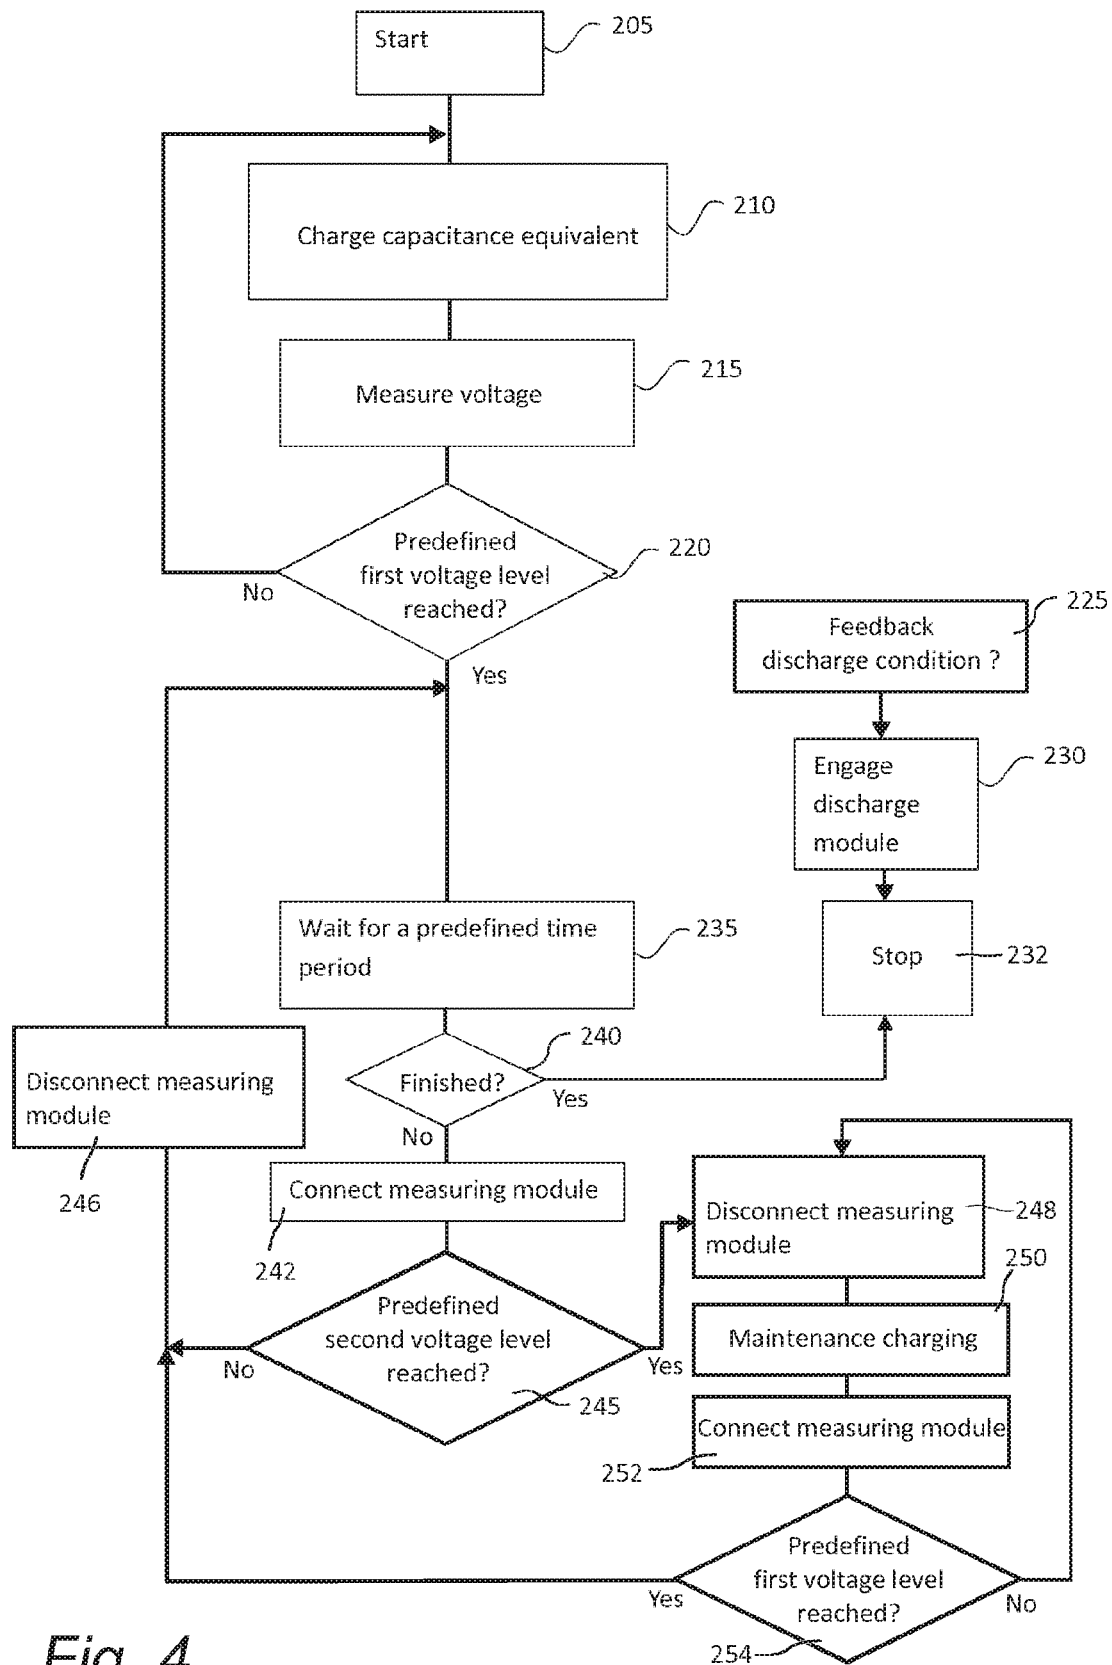 Start
205
Charge capacitance equivalent
210
Measure voltage
215
Predefined
first voltage level
reached?
220
No
Yes
Feedback
discharge condition ?
225
Engage
discharge
module
230
Wait for a predefined time
period
235
Stop
232
Finished?
240
Yes
No
Disconnect measuring
module
246
Connect measuring module
242
Disconnect measuring
module
248
Predefined
second voltage level
reached?
245
No
Yes
Maintenance charging
250
Connect measuring module
252
Predefined
first voltage level
reached?
254
Yes
No
Fig. 4